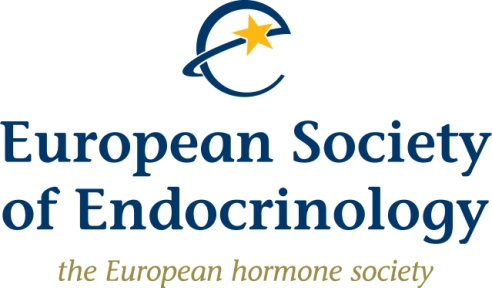 European Society
of Endocrinology
the European hormone society